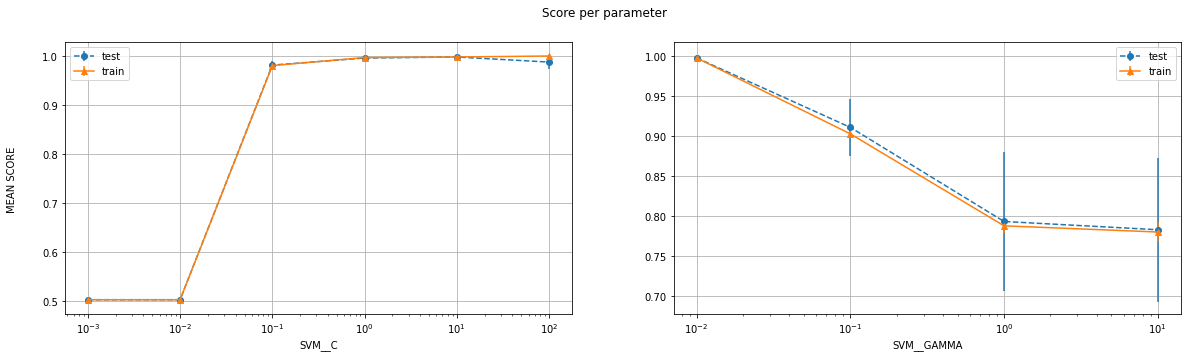 Score per parameter
MEAN SCORE
1.0
0.9
0.8
0.7
0.6
0.5
test
train
10⁻³
10⁻²
10⁻¹
10⁰
10¹
10²
SVM__C
1.00
0.95
0.90
0.85
0.80
0.75
0.70
test
train
10⁻²
10⁻¹
10⁰
10¹
SVM__GAMMA